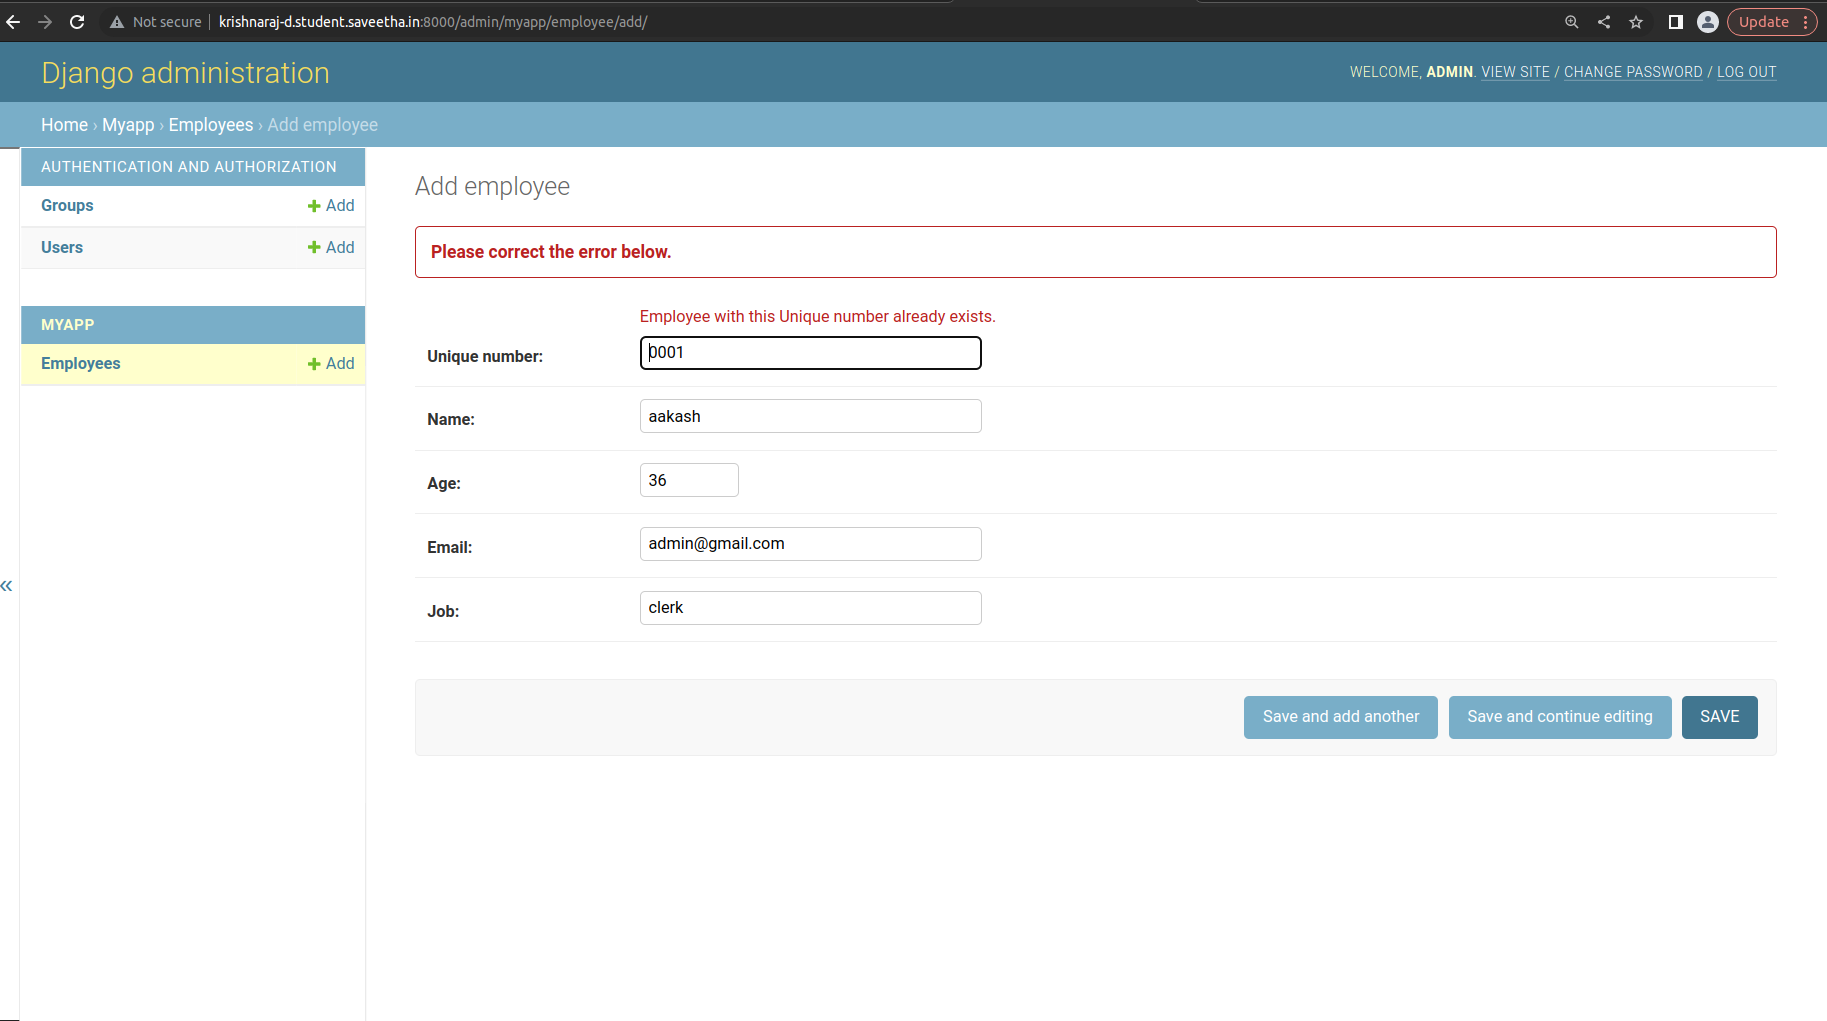 Not secure krishnaraj-d.student.saveetha.in:8000/admin/myapp/employee/add/ Update
Django administration
WELCOME, ADMIN. VIEW SITE / CHANGE PASSWORD / LOG OUT
Home › Myapp › Employees › Add employee
AUTHENTICATION AND AUTHORIZATION
Groups + Add
Users + Add
MYAPP
Employees + Add
«
Add employee
Please correct the error below.
Employee with this Unique number already exists.
Unique number: 0001
Name: aakash
Age: 36
Email: admin@gmail.com
Job: clerk
Save and add another Save and continue editing SAVE